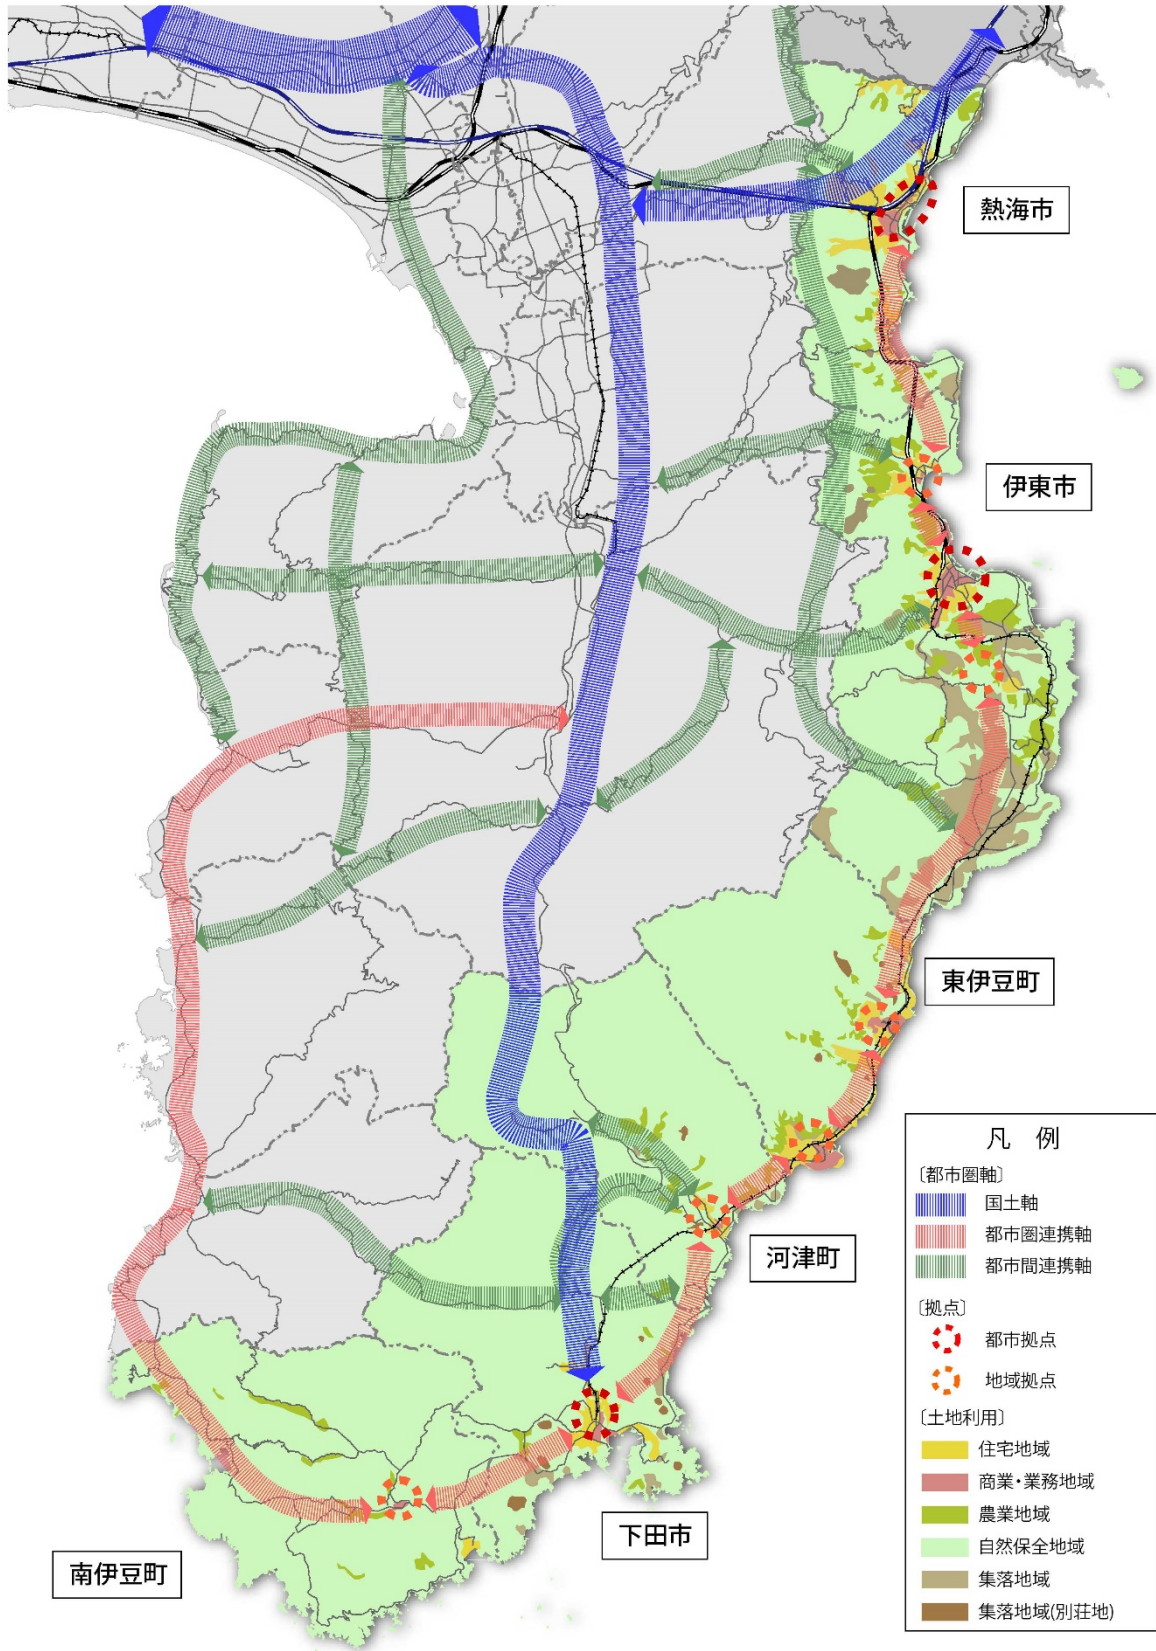 熱海市
伊東市
東伊豆町
河津町
下田市
南伊豆町
凡 例
〔都市圏軸〕
国土軸
都市圏連携軸
都市間連携軸
〔拠点〕
都市拠点
地域拠点
〔土地利用〕
住宅地域
商業・業務地域
農業地域
自然保全地域
集落地域
集落地域(別荘地)